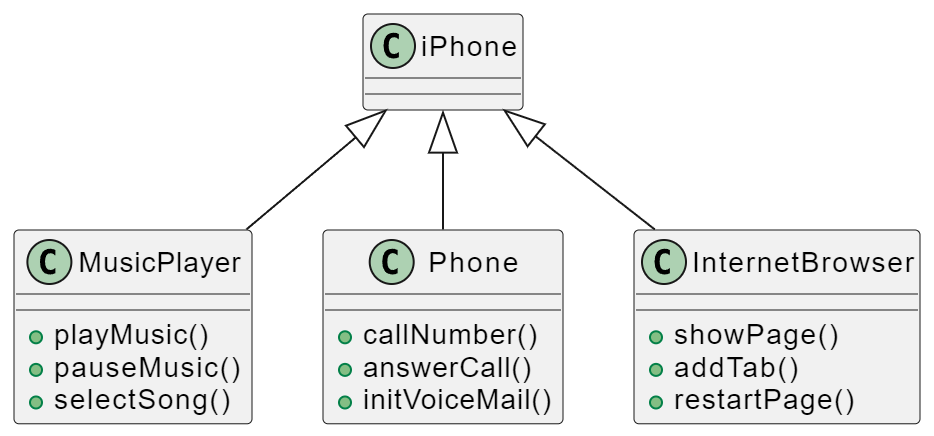 C iPhone
C MusicPlayer
playMusic()
pauseMusic()
selectSong()
C Phone
callNumber()
answerCall()
initVoiceMail()
C InternetBrowser
showPage()
addTab()
restartPage()